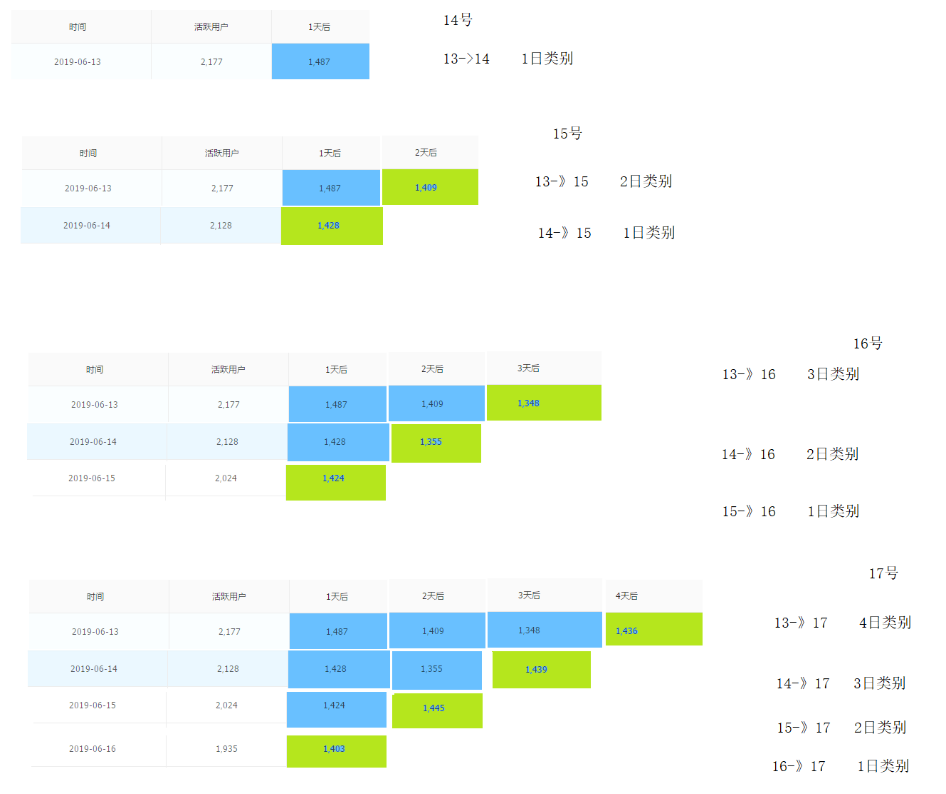 14号
时间 活跃用户 1天后
13->14 1日类别
2019-06-13 2,177 1,487
15号
时间 活跃用户 1天后 2天后
2019-06-13 2,177 1,487 1,409 13-》15 2日类别
2019-06-14 2,128 1,428 14-》15 1日类别
16号
时间 活跃用户 1天后 2天后 3天后
13-》16 3日类别
2019-06-13 2,177 1,487 1,409 1,348
2019-06-14 2,128 1,428 1,355 14-》16 2日类别
2019-06-15 2,024 1,424
15-》16 1日类别
17号
时间 活跃用户 1天后 2天后 3天后 4天后
2019-06-13 2,177 1,487 1,409 1,348 1,436 13-》17 4日类别
2019-06-14 2,128 1,428 1,355 1,439 14-》17 3日类别
2019-06-15 2,024 1,424 1,445 15-》17 2日类别
2019-06-16 1,935 1,403 16-》17 1日类别